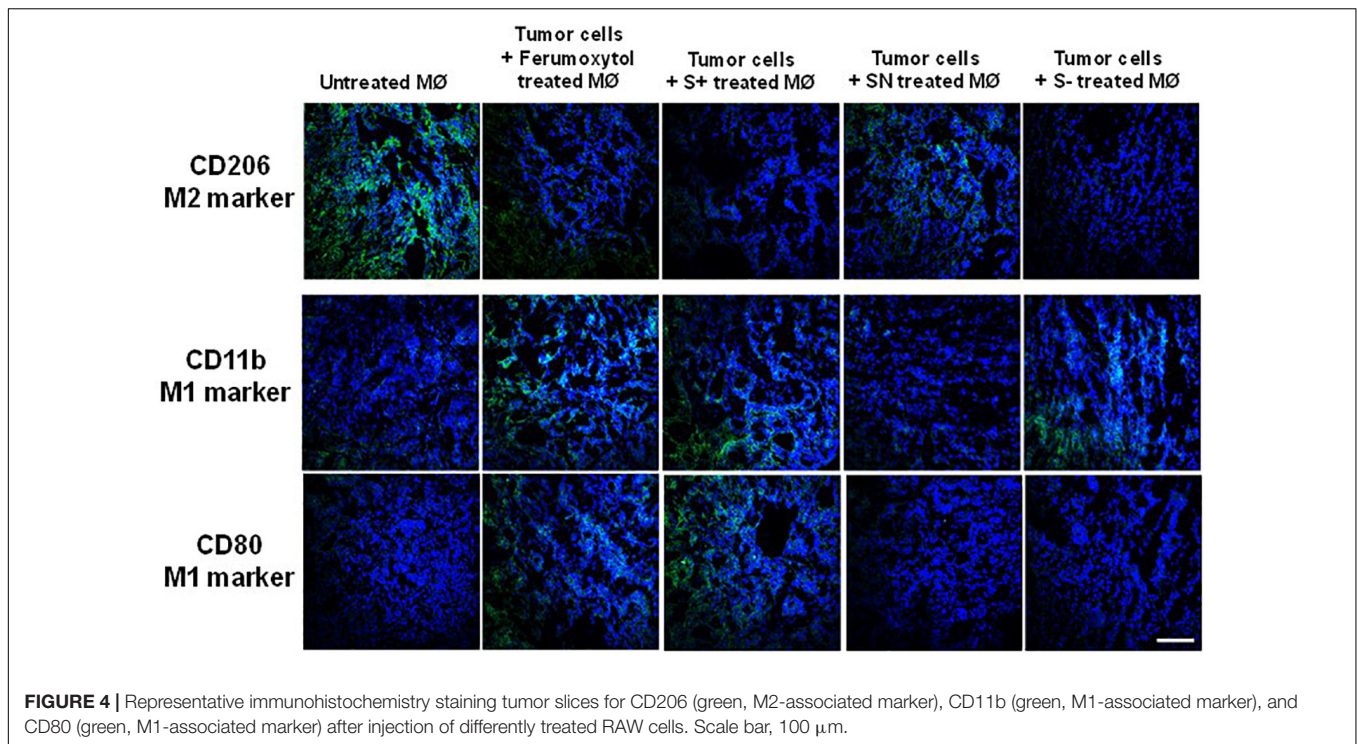 Untreated MØ
Tumor cells
+ Ferumoxytol
treated MØ
Tumor cells
+ S+ treated MØ
Tumor cells
+ SN treated MØ
Tumor cells
+ S- treated MØ
CD206
M2 marker
CD11b
M1 marker
CD80
M1 marker
FIGURE 4 | Representative immunohistochemistry staining tumor slices for CD206 (green, M2-associated marker), CD11b (green, M1-associated marker), and
CD80 (green, M1-associated marker) after injection of differently treated RAW cells. Scale bar, 100 μm.